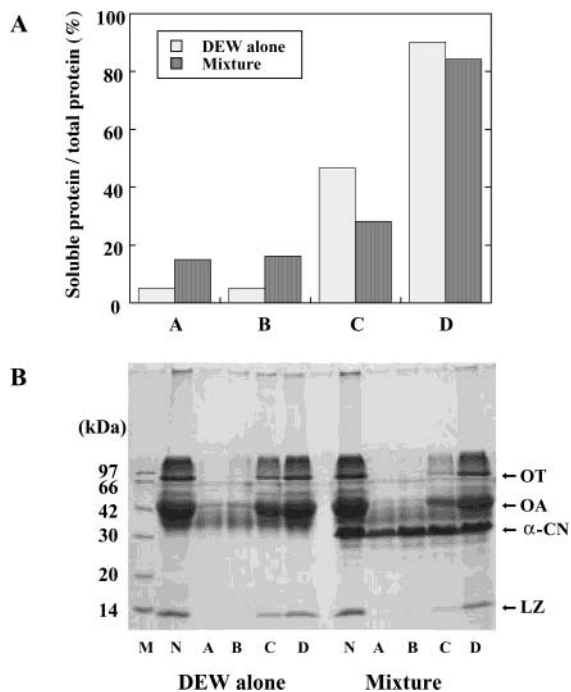 A
Soluble protein / total protein (%)
100
80
60
40
20
0
DEW alone
Mixture
A B C D
B
(kDa)
97
66
42
30
20
14
OT
OA
α-CN
LZ
M N A B C D N A B C D
DEW alone Mixture